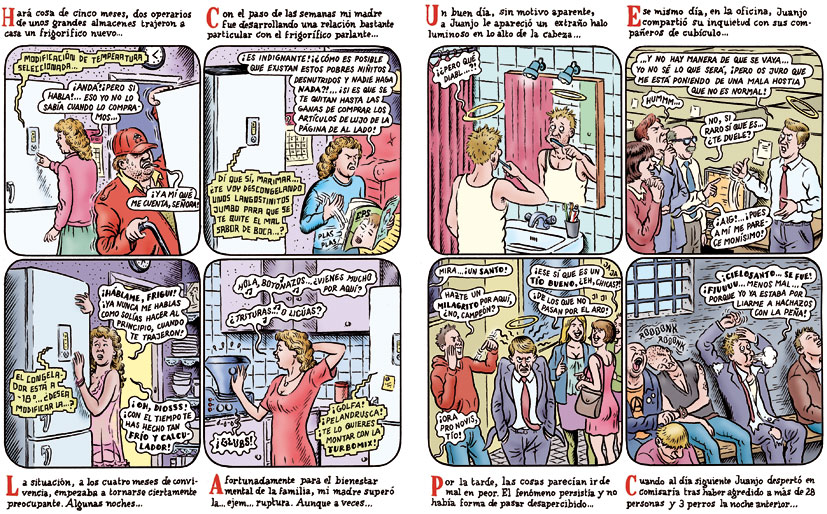 Hará cosa de cinco meses, dos operarios
de unos grandes almacenes trajeron a
casa un frigorífico nuevo...
MODIFICACIÓN DE TEMPERATURA
SELECCIONADA...
¡ANDA! ¡PERO SI
HABLA!... ESO YO NO LO
SABÍA CUANDO LO COMPRA-
MOS...
¡YA MÍ QUÉ
ME CUENTA, SEÑORA!
Con el paso de las semanas mi madre
fue desarrollando una relación bastante
particular con el frigorífico parlante...
¡ES INDIGNANTE! ¿¡CÓMO ES POSIBLE
QUE EXISTAN ESTOS POBRES NIÑITOS
DESNUTRIDOS Y NADIE HAGA
NADA?!... ¡SI ES QUE SE
TE QUITAN HASTA LAS
GANAS DE COMPRAR LOS
ARTÍCULOS DE LUJO DE LA
PÁGINA DE AL LADO!
DÍ QUE SÍ, MARIMAR...
¿TE VOY DESCONGELANDO
UNOS LANGOSTINITOS
JUMBO PARA QUE SE
TE QUITE EL MAL
SABOR DE BOCA...?
PLAS
PLAS
EPS
¡HÁBLAME, FRIGUI!
¡YA NUNCA ME HABLAS
COMO SOLÍAS HACER AL
PRINCIPIO, CUANDO
TE TRAJERON!
EL CONGELA-
DOR ESTÁ A
-18º... ¿DESEA
MODIFICARLA...?
¡OH, DIOSSS!
¡CON EL TIEMPO TE
HAS HECHO TAN
FRÍO Y CALCU-
LADOR!
HOLA, BOTONAZOS... ¿VIENES MUCHO
POR AQUÍ?
¿TRITURAS... O LICÚAS?
¡GLUBS!
¡GOLFA!
¡PELANDRUSCA!
¡TE LO QUIERES
MONTAR CON LA
TURBOMIX!
La situación, a los cuatro meses de convi-
vencia, empezaba a tornarse ciertamente
preocupante. Algunas noches...
Afortunadamente para el bienestar
mental de la familia, mi madre superó
la... ejem... ruptura. Aunque a veces...
Un buen día, sin motivo aparente,
a Juanjo le apareció un extraño halo
luminoso en lo alto de la cabeza...
¡¿PERO QUÉ
DIABL...?!
Ese mismo día, en la oficina, Juanjo
compartió su inquietud con sus com-
pañeros de cubículo...
...Y NO HAY MANERA DE QUE SE VAYA...
YO NO SÉ LO QUE SERÁ, ¡PERO OS JURO QUE
ME ESTÁ PONIENDO DE UNA MALA HOSTIA
QUE NO ES NORMAL!
HUMMM...
NO, SI
RARO SÍ QUE ES...
¿TE DUELE?
¡AIG!... ¡PUES
A MÍ ME PARE-
CE MONÍSIMO!
MIRA... ¡UN SANTO!
HAZTE UN
MILAGRITO POR AQUÍ,
¿NO, CAMPEÓN?
¡ORA
PRO NOVIS,
TÍO!
¡ESE SÍ QUE ES UN
TÍO BUENO, ¿EH, CHICAS?!
¡DE LOS QUE NO
PASAN POR EL ARO!
JI JI
JI
¡CIELOSANTO... SE FUE!
¡FIUUUU... MENOS MAL...
PORQUE YO YA ESTABA POR
LIARME A HACHAZOS
CON LA PEÑA!
ROOOONK
ROOOONK
Por la tarde, las cosas parecían ir de
mal en peor. El fenómeno persistía y no
había forma de pasar desapercibido...
Cuando al día siguiente Juanjo despertó en
comisaría tras haber agredido a más de 28
personas y 3 perros la noche anterior...